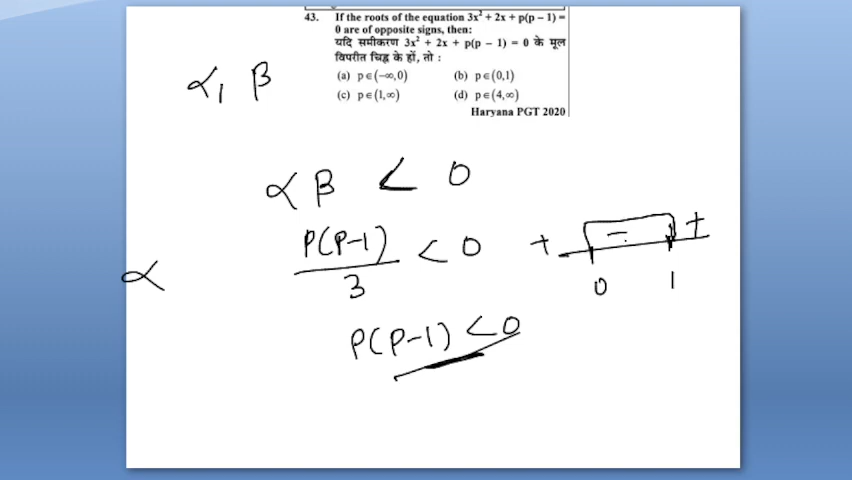 43. If the roots of the equation 3x² + 2x + p(p – 1) =
0 are of opposite signs, then:
यदि समीकरण 3x² + 2x + p(p – 1) = 0 के मूल
विपरीत चिह्न के हों, तो :
(a) p∈(–∞,0) (b) p∈(0,1)
(c) p∈(1,∞) (d) p∈(4,∞)
Haryana PGT 2020
α, β
αβ < 0
P(P-1)/3 < 0
+ - +
0 1
α
P(P-1) < 0